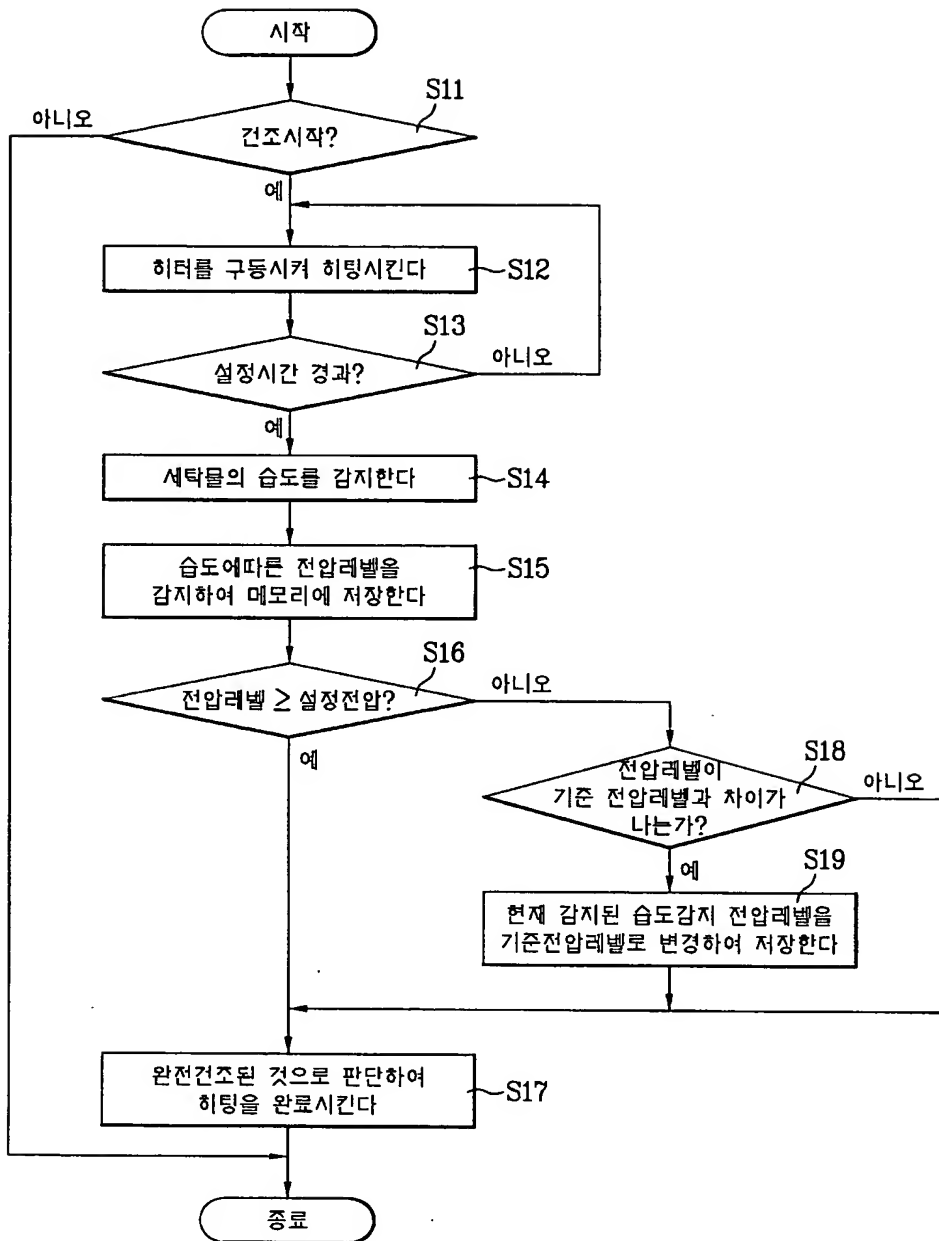 시작
S11
아니오
건조시작?
예
히터를 구동시켜 히팅시킨다
S12
S13
설정시간 경과?
아니오
예
세탁물의 습도를 감지한다
S14
습도에따른 전압레벨을
감지하여 메모리에 저장한다
S15
S16
전압레벨 ≥ 설정전압?
아니오
예
S18
전압레벨이
기준 전압레벨과 차이가
나는가?
아니오
예
S19
현재 감지된 습도감지 전압레벨을
기준전압레벨로 변경하여 저장한다
완전건조된 것으로 판단하여
히팅을 완료시킨다
S17
종료